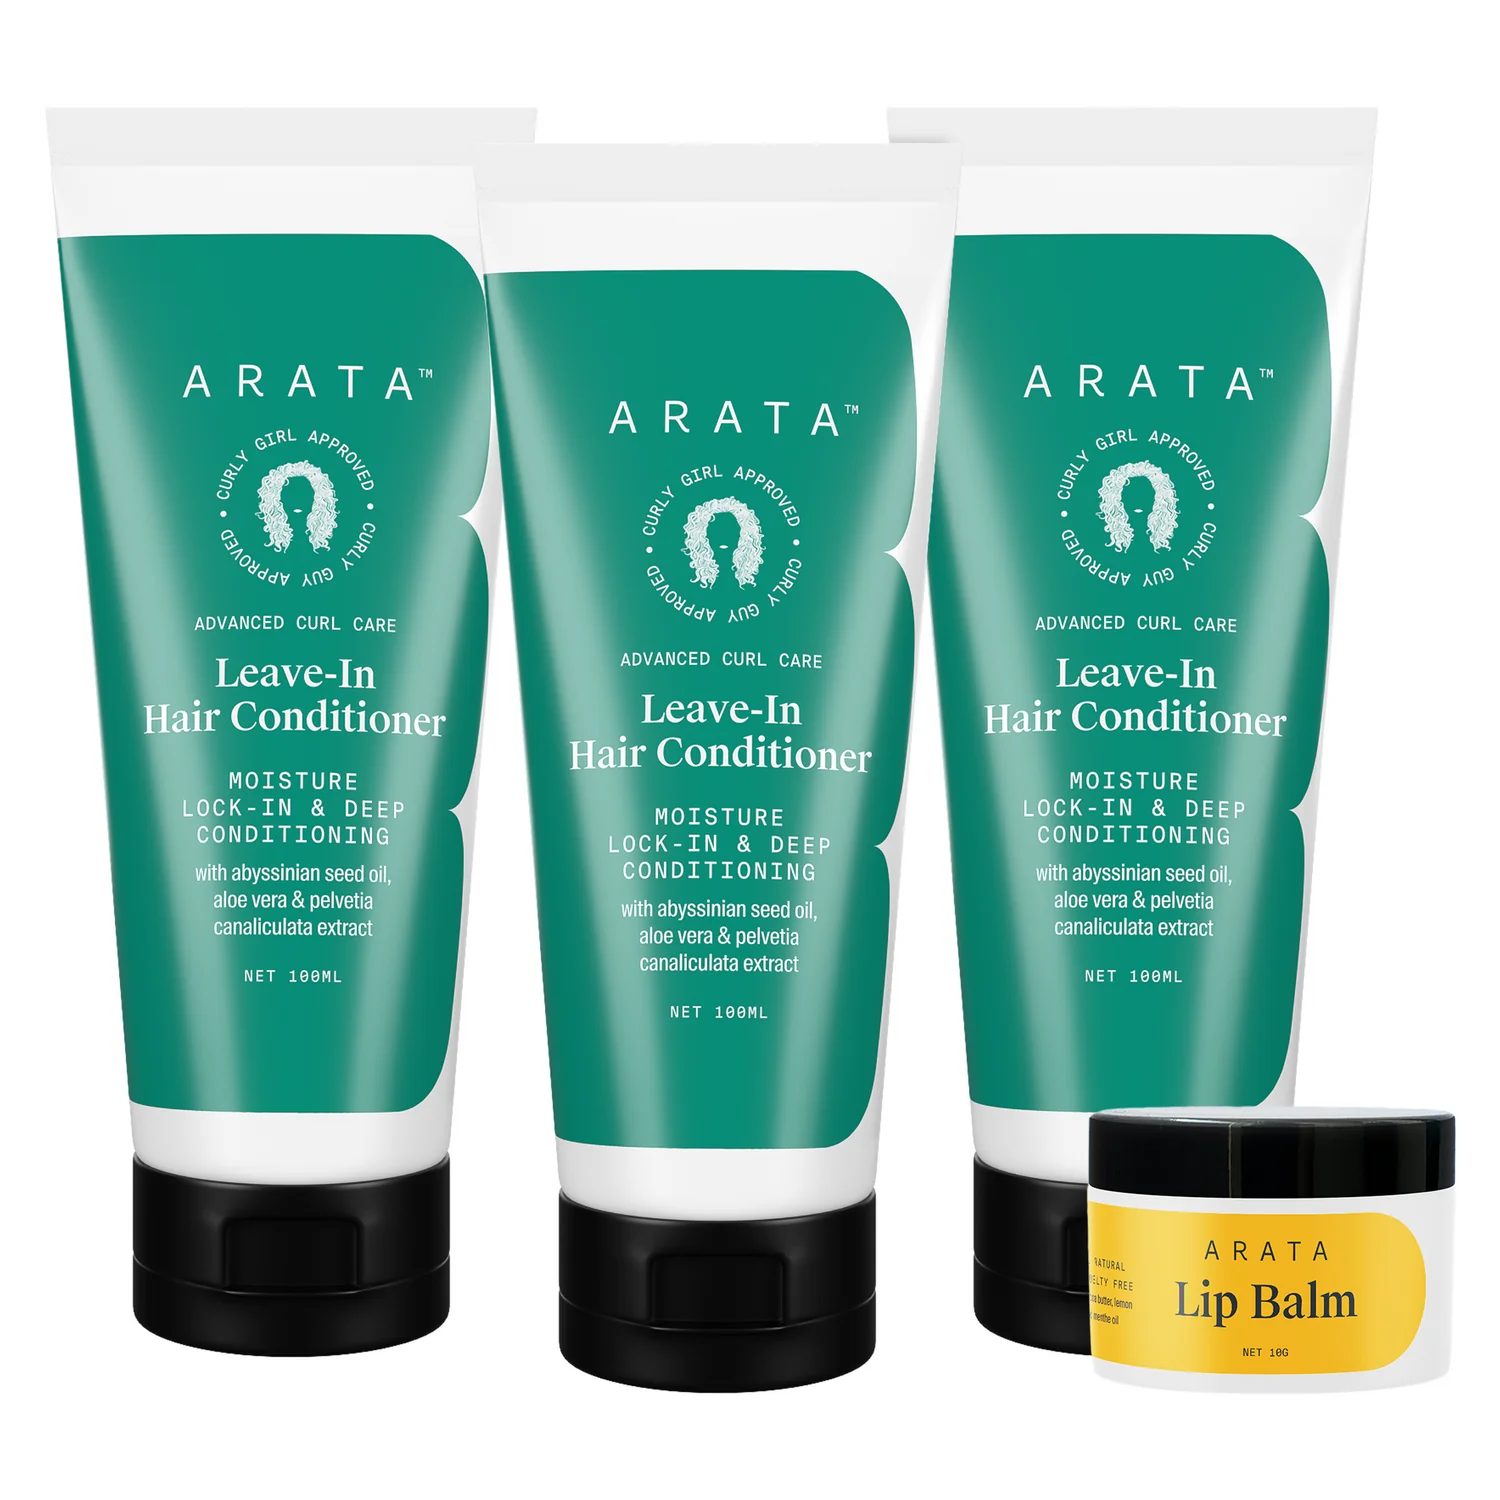 ARATA™
CURLY GIRL APPROVED • CURLY GUY APPROVED •
ADVANCED CURL CARE
Leave-In
Hair Conditioner
MOISTURE
LOCK-IN & DEEP
CONDITIONING
with abyssinian seed oil,
aloe vera & pelvetia
canaliculata extract
NET 100ML
ARATA™
CURLY GIRL APPROVED • CURLY GUY APPROVED •
ADVANCED CURL CARE
Leave-In
Hair Conditioner
MOISTURE
LOCK-IN & DEEP
CONDITIONING
with abyssinian seed oil,
aloe vera & pelvetia
canaliculata extract
NET 100ML
ARATA™
CURLY GIRL APPROVED • CURLY GUY APPROVED •
ADVANCED CURL CARE
Leave-In
Hair Conditioner
MOISTURE
LOCK-IN & DEEP
CONDITIONING
with abyssinian seed oil,
aloe vera & pelvetia
canaliculata extract
NET 100ML
FREE
butter, lemon
menthe oil
ARATA
Lip Balm
NET 10G